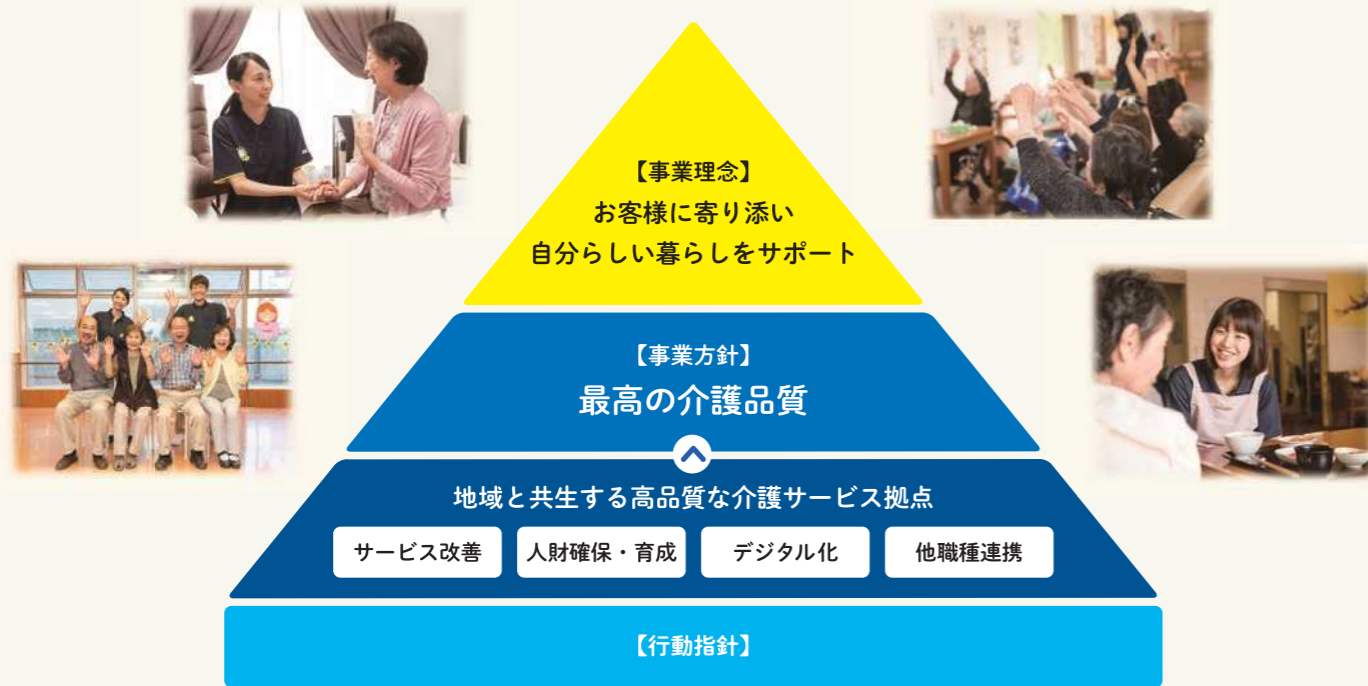 【事業理念】
お客様に寄り添い
自分らしい暮らしをサポート
【事業方針】
最高の介護品質
地域と共生する高品質な介護サービス拠点
サービス改善
人財確保・育成
デジタル化
他職種連携
【行動指針】